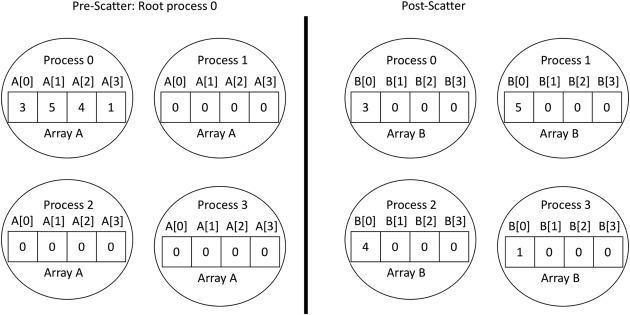 Pre-Scatter: Root process 0
Post-Scatter
Process 0
A[0] A[1] A[2] A[3]
3 5 4 1
Array A
Process 1
A[0] A[1] A[2] A[3]
0 0 0 0
Array A
Process 0
B[0] B[1] B[2] B[3]
3 0 0 0
Array B
Process 1
B[0] B[1] B[2] B[3]
5 0 0 0
Array B
Process 2
A[0] A[1] A[2] A[3]
0 0 0 0
Array A
Process 3
A[0] A[1] A[2] A[3]
0 0 0 0
Array A
Process 2
B[0] B[1] B[2] B[3]
4 0 0 0
Array B
Process 3
B[0] B[1] B[2] B[3]
1 0 0 0
Array B